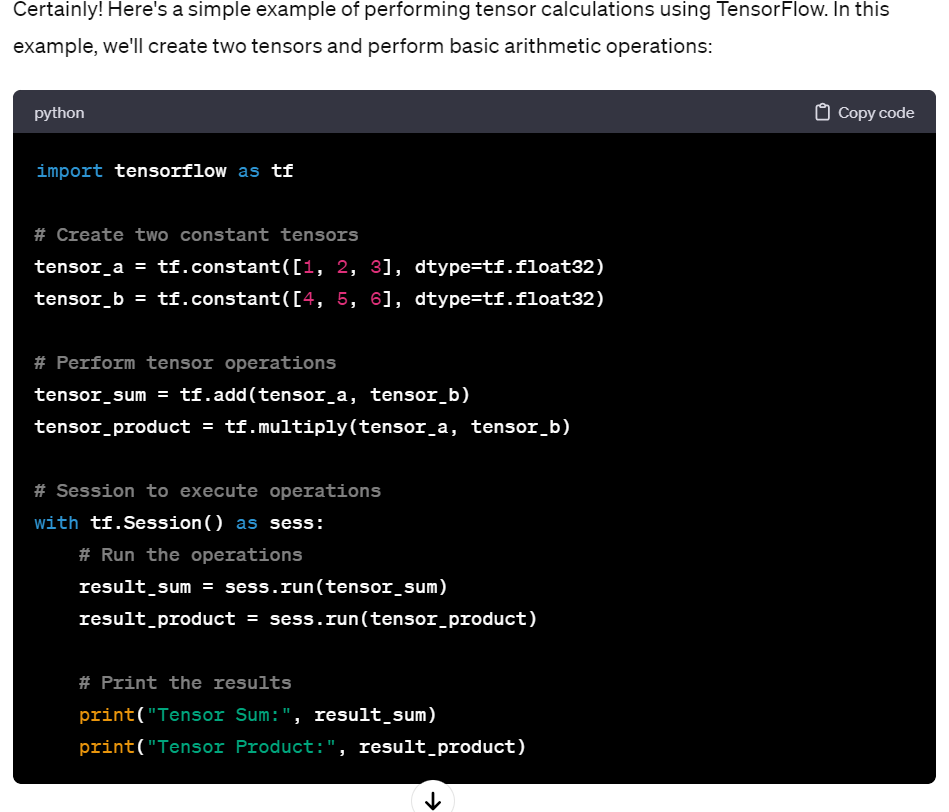 Certainly! Here's a simple example of performing tensor calculations using TensorFlow. In this
example, we'll create two tensors and perform basic arithmetic operations:
python
Copy code
import tensorflow as tf
# Create two constant tensors
tensor_a = tf.constant([1, 2, 3], dtype=tf.float32)
tensor_b = tf.constant([4, 5, 6], dtype=tf.float32)
# Perform tensor operations
tensor_sum = tf.add(tensor_a, tensor_b)
tensor_product = tf.multiply(tensor_a, tensor_b)
# Session to execute operations
with tf.Session() as sess:
    # Run the operations
    result_sum = sess.run(tensor_sum)
    result_product = sess.run(tensor_product)
    # Print the results
    print("Tensor Sum:", result_sum)
    print("Tensor Product:", result_product)